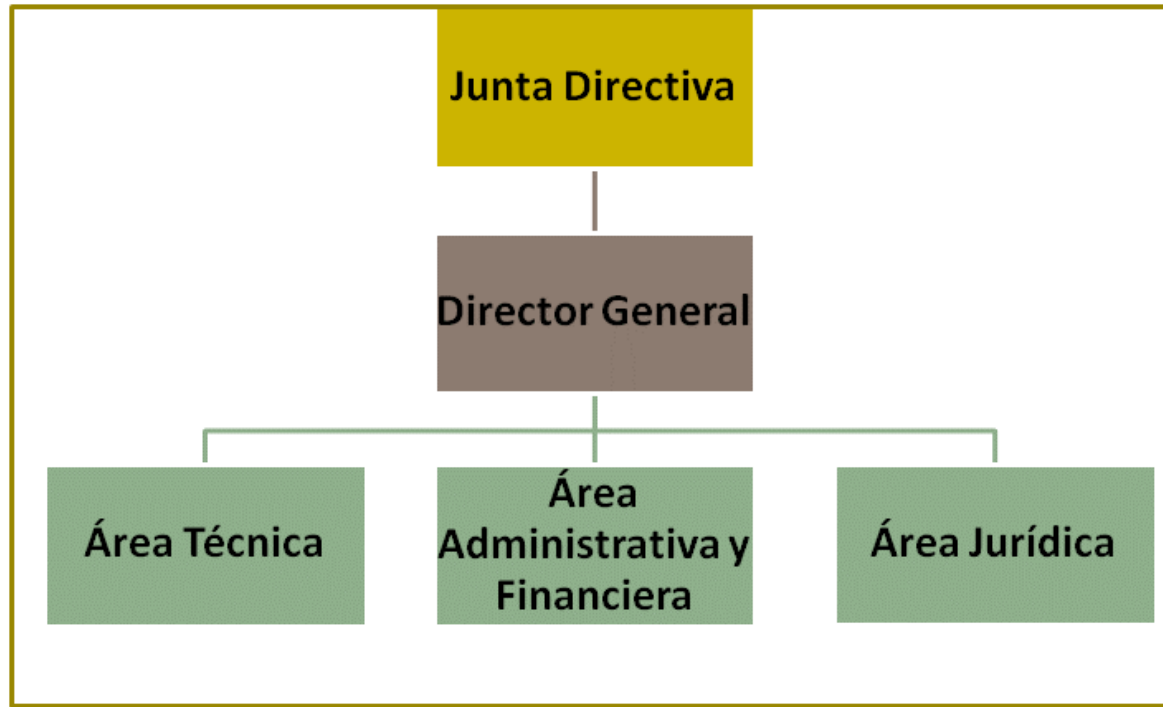 Junta Directiva
Director General
Área Técnica
Área
Administrativa y
Financiera
Área Jurídica